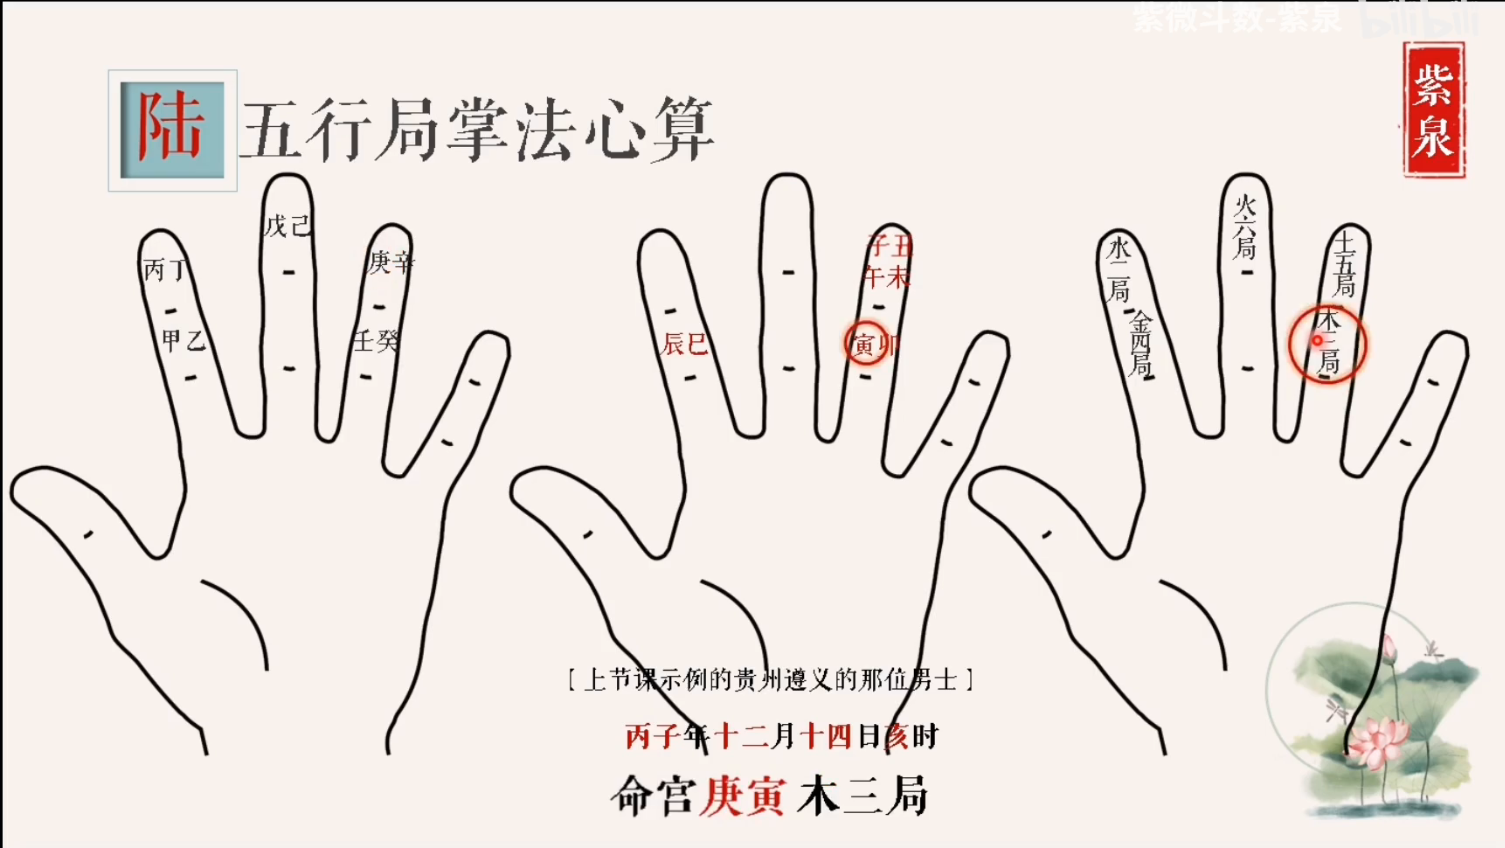 紫微斗数-紫泉 bilibili
紫泉
陆 五行局掌法心算
戊己
丙丁
庚辛
甲乙
壬癸
子丑
午未
辰巳
寅卯
水二局
金四局
火六局
土五局
木三局
[上节课示例的贵州遵义的那位男士]
丙子年十二月十四日亥时
命宫庚寅 木三局